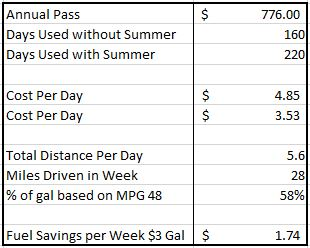 Annual Pass $ 776.00
Days Used without Summer 160
Days Used with Summer 220
Cost Per Day $ 4.85
Cost Per Day $ 3.53
Total Distance Per Day 5.6
Miles Driven in Week 28
% of gal based on MPG 48 58%
Fuel Savings per Week $3 Gal $ 1.74